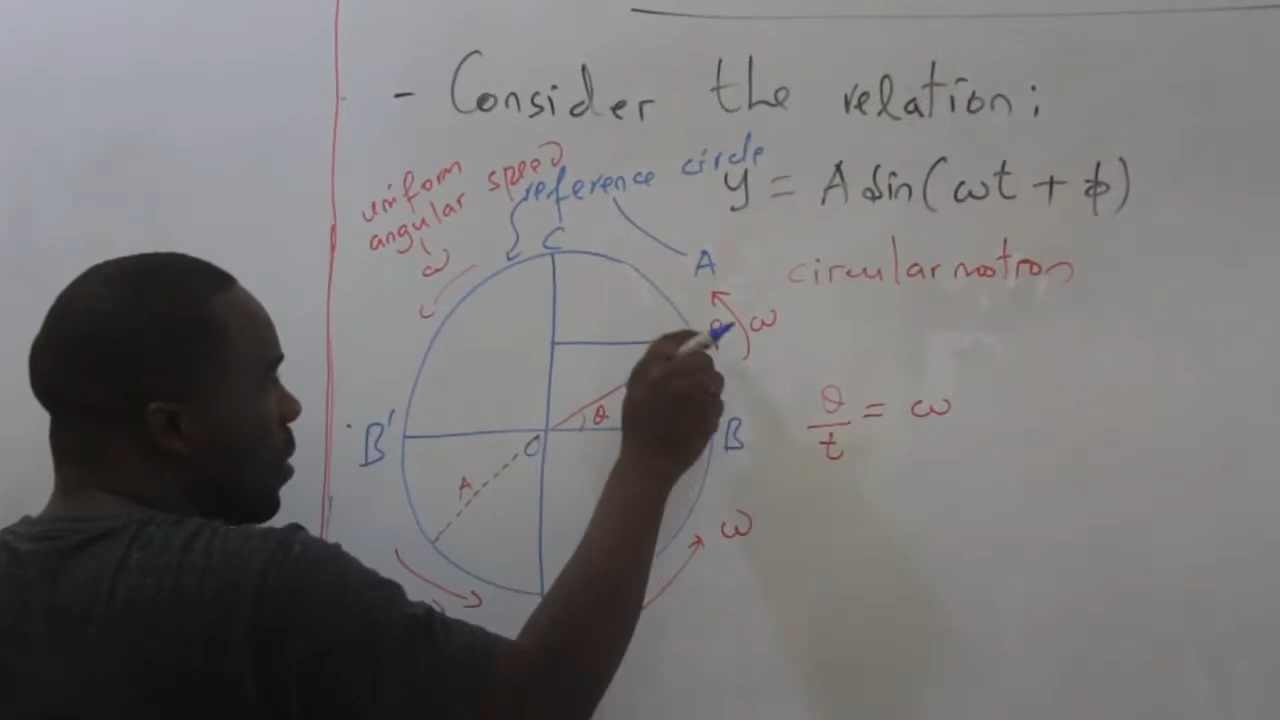 - Consider the relation:
y = A sin(ωt + ϕ)
uniform
angular speed
ω
reference circle
C
A
circular motion
P
ω
θ
B'
O
B
A
θ/t = ω
ω